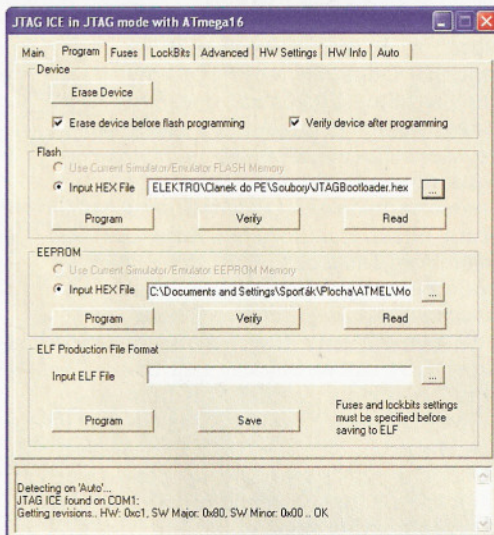 JTAG ICE in JTAG mode with ATmega16
Main Program Fuses LockBits Advanced HW Settings HW Info Auto
Device
Erase Device
Erase device before flash programming Verify device after programming
Flash
Use Current Simulator/Emulator FLASH Memory
Input HEX File ELEKTRO\Clanek do PE\Soubory\JTAGBootloader.hex ...
Program Verify Read
EEPROM
Use Current Simulator/Emulator EEPROM Memory
Input HEX File C:\Documents and Settings\Sporťák\Plocha\ATMEL\Mo ...
Program Verify Read
ELF Production File Format
Input ELF File ...
Program Save Fuses and lockbits settings
must be specified before
saving to ELF
Detecting on 'Auto'...
JTAG ICE found on COM1:
Getting revisions.. HW: 0xc1, SW Major: 0x80, SW Minor: 0x00 .. OK